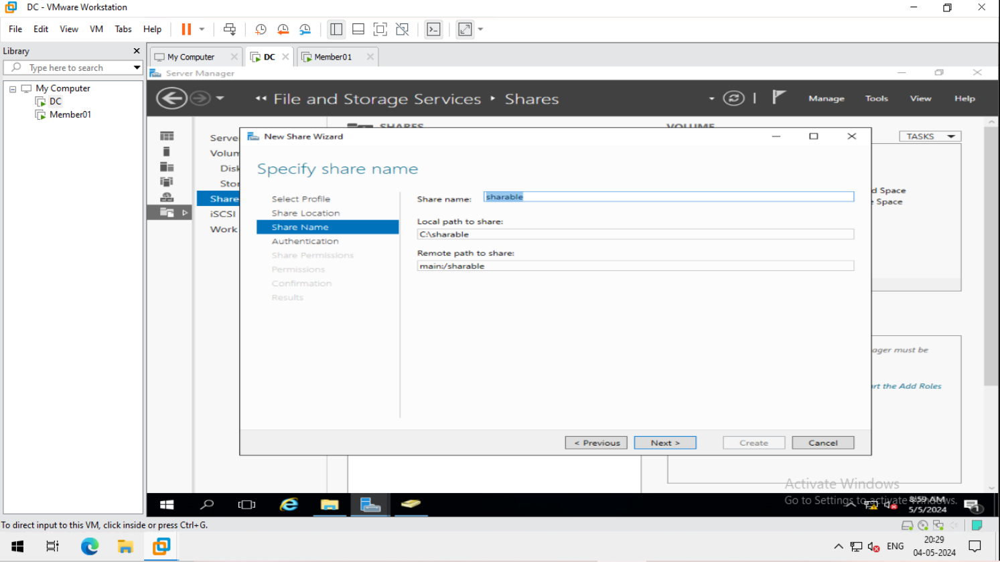 DC - VMware Workstation
File Edit View VM Tabs Help
Library
Type here to search
My Computer
DC
Member01
My Computer
DC
Member01
Server Manager
File and Storage Services
Shares
Manage Tools View Help
SHARES
VOLUME
TASKS
Serve
Volum
Disk
Stor
Share
iSCSI
Work
d Space
e Space
ager must be
rt the Add Roles
New Share Wizard
Specify share name
Select Profile
Share Location
Share Name
Authentication
Share Permissions
Permissions
Confirmation
Results
Share name: sharable
Local path to share:
C:\sharable
Remote path to share:
main:/sharable
< Previous Next > Create Cancel
Activate Windows
Go to Settings to activate Windows.
8:59 AM
5/5/2024
1
To direct input to this VM, click inside or press Ctrl+G.
ENG
20:29
04-05-2024